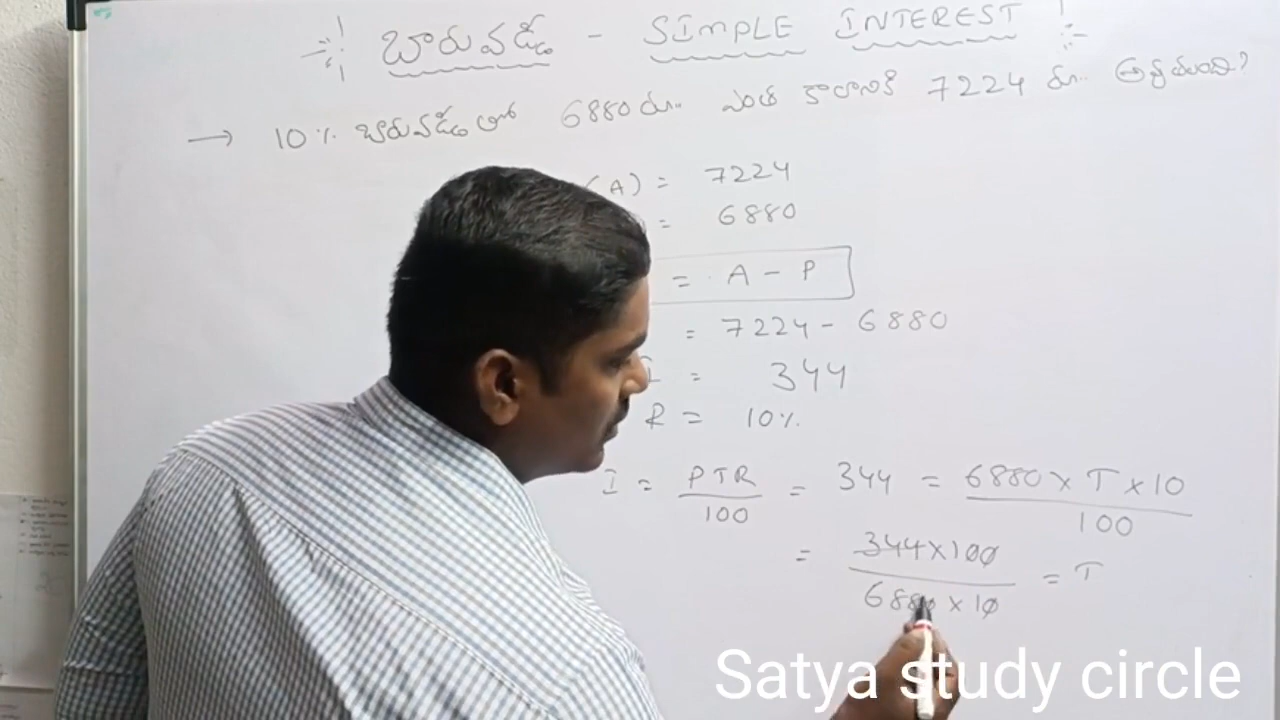 బారువడ్డీ - SIMPLE INTEREST
→ 10% బారువడ్డీతో 6880 రూ.. ఎంత కాలానికి 7224 రూ.. అవుతుంది?
(A) = 7224
= 6880
= A - P
= 7224 - 6880
I = 344
R = 10%
I = PTR/100 = 344 = 6880 × T × 10/100
= 344×100/6880 × 10 = T
Satya study circle